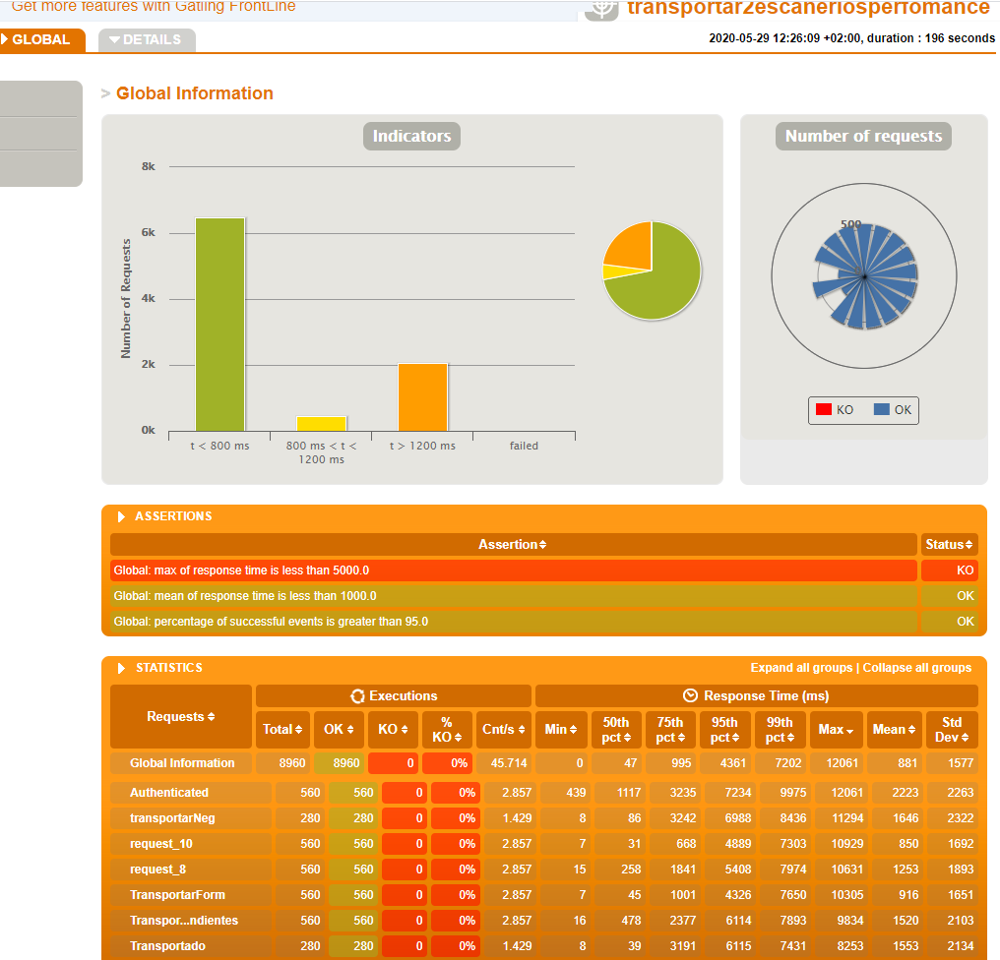 Get more features with Gatling FrontLine
transportar2escaneriosperfomance
GLOBAL
DETAILS
2020-05-29 12:26:09 +02:00, duration : 196 seconds
> Global Information
Indicators
8k
6k
4k
2k
0k
Number of Requests
t < 800 ms
800 ms < t <
1200 ms
t > 1200 ms
failed
Number of requests
500
KO
OK
ASSERTIONS
Assertion Status
Global: max of response time is less than 5000.0 KO
Global: mean of response time is less than 1000.0 OK
Global: percentage of successful events is greater than 95.0 OK
STATISTICS Expand all groups | Collapse all groups
Requests Executions Response Time (ms)
Total OK KO % KO Cnt/s Min 50th pct 75th pct 95th pct 99th pct Max Mean Std Dev
Global Information 8960 8960 0 0% 45.714 0 47 995 4361 7202 12061 881 1577
Authenticated 560 560 0 0% 2.857 439 1117 3235 7234 9975 12061 2223 2263
transportarNeg 280 280 0 0% 1.429 8 86 3242 6988 8436 11294 1646 2322
request_10 560 560 0 0% 2.857 7 31 668 4889 7303 10929 850 1692
request_8 560 560 0 0% 2.857 15 258 1841 5408 7974 10631 1253 1893
TransportarForm 560 560 0 0% 2.857 7 45 1001 4326 7650 10305 916 1651
Transpor...ndientes 560 560 0 0% 2.857 16 478 2377 6114 7893 9834 1520 2103
Transportado 280 280 0 0% 1.429 8 39 3191 6115 7431 8253 1553 2134